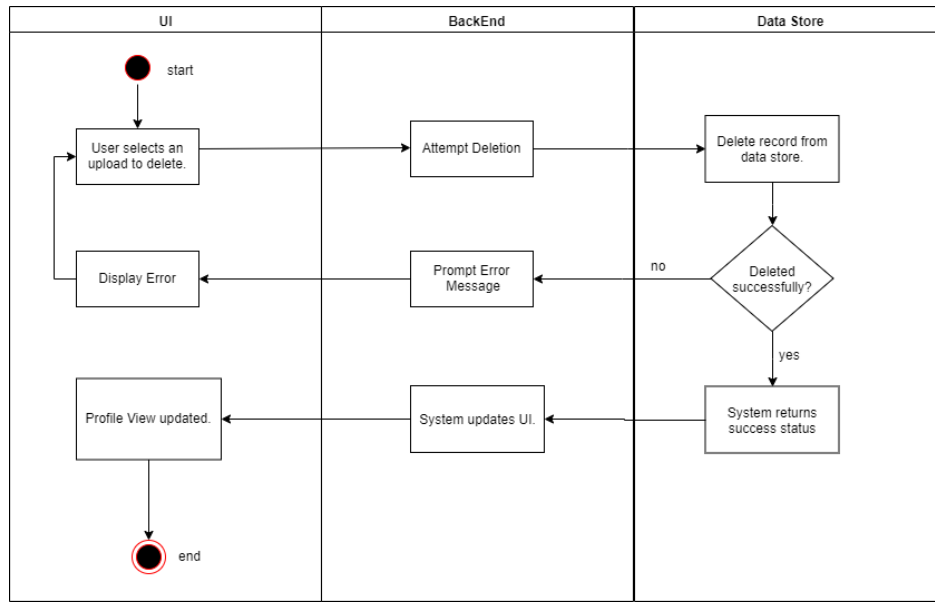 UI
BackEnd
Data Store
start
User selects an
upload to delete.
Attempt Deletion
Delete record from
data store.
Display Error
Prompt Error
Message
no
Deleted
successfully?
yes
Profile View updated.
System updates UI.
System returns
success status
end